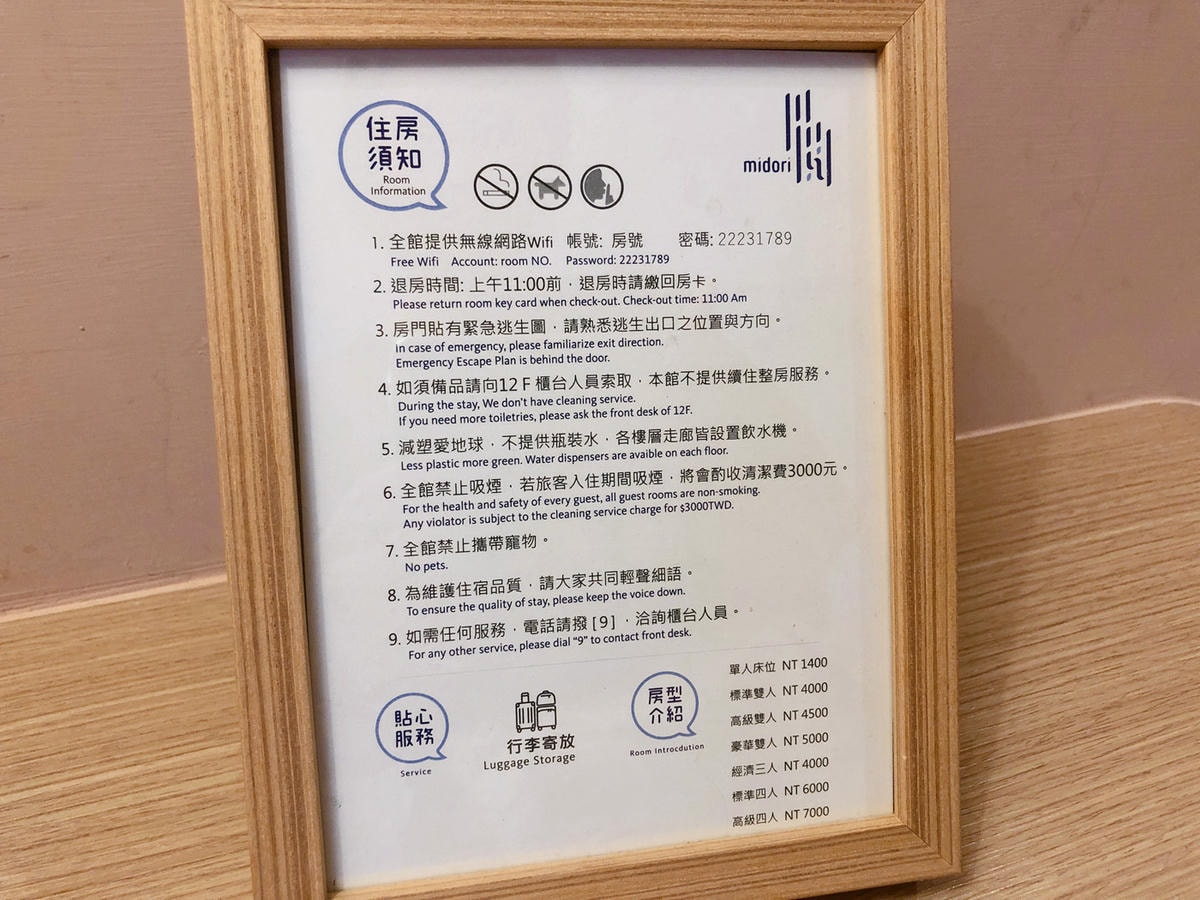 住房
須知
Room
Information
midori
1. 全館提供無線網路Wifi 帳號: 房號 密碼: 22231789
Free Wifi Account: room NO. Password: 22231789
2. 退房時間: 上午11:00前，退房時請繳回房卡。
Please return room key card when check-out. Check-out time: 11:00 Am
3. 房門貼有緊急逃生圖，請熟悉逃生出口之位置與方向。
In case of emergency, please familiarize exit direction.
Emergency Escape Plan is behind the door.
4. 如須備品請向12 F 櫃台人員索取，本館不提供續住整房服務。
During the stay, We don't have cleaning service.
If you need more toiletries, please ask the front desk of 12F.
5. 減塑愛地球，不提供瓶裝水，各樓層走廊皆設置飲水機。
Less plastic more green. Water dispensers are avaible on each floor.
6. 全館禁止吸煙，若旅客入住期間吸煙，將會酌收清潔費3000元。
For the health and safety of every guest, all guest rooms are non-smoking.
Any violator is subject to the cleaning service charge for $3000TWD.
7. 全館禁止攜帶寵物。
No pets.
8. 為維護住宿品質，請大家共同輕聲細語。
To ensure the quality of stay, please keep the voice down.
9. 如需任何服務，電話請撥 [ 9 ]，洽詢櫃台人員。
For any other service, please dial “9” to contact front desk.
貼心
服務
Service
行李寄放
Luggage Storage
房型
介紹
Room Introcdution
單人床位 NT 1400
標準雙人 NT 4000
高級雙人 NT 4500
豪華雙人 NT 5000
經濟三人 NT 4000
標準四人 NT 6000
高級四人 NT 7000